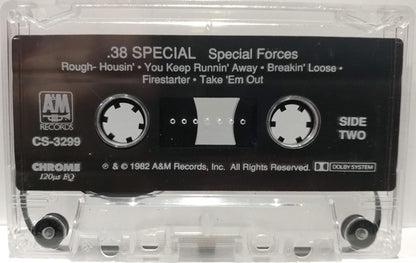 .38 SPECIAL Special Forces
Rough- Housin' • You Keep Runnin' Away • Breakin' Loose •
Firestarter • Take 'Em Out
A&M
RECORDS
CS-3299
SIDE
TWO
CHROME
120µs EQ
℗ & © 1982 A&M Records, Inc. All Rights Reserved.
DOLBY SYSTEM